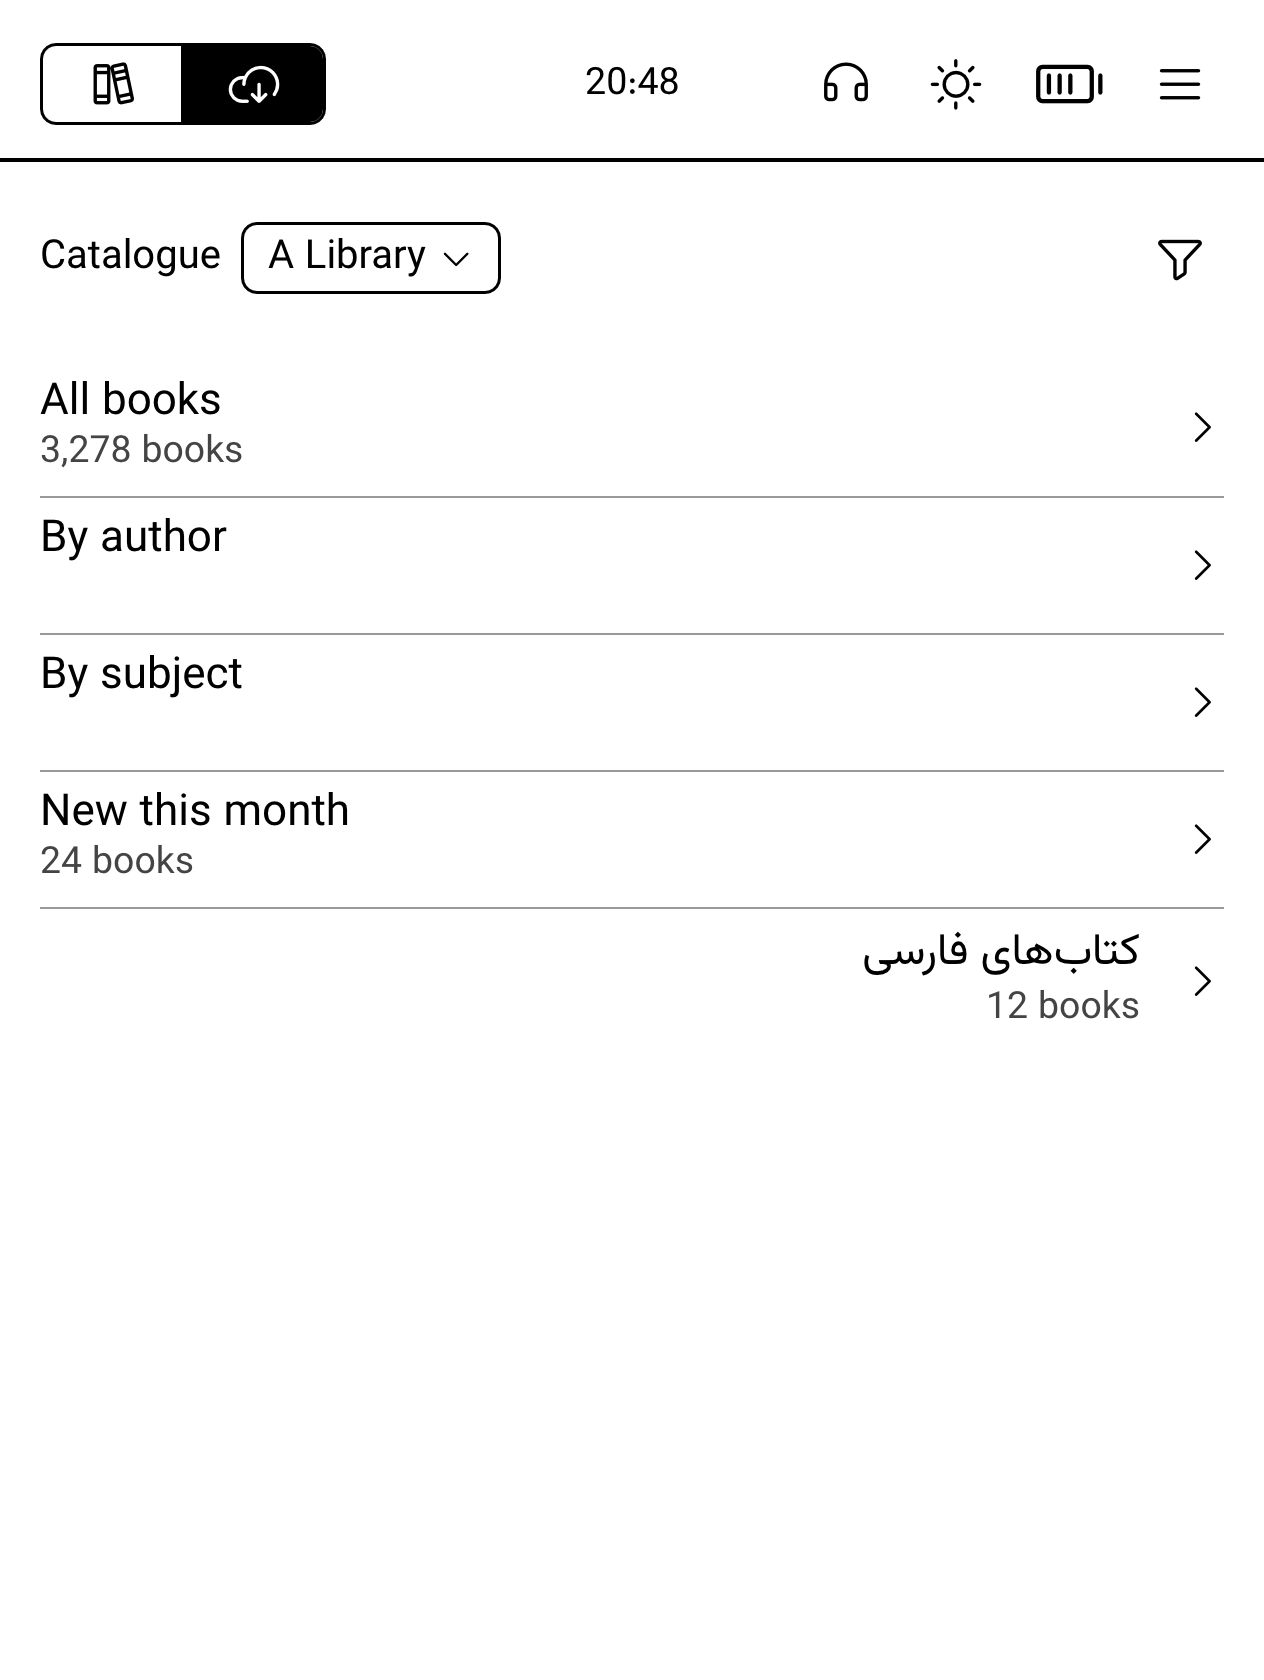 20:48
Catalogue A Library
All books
3,278 books
By author
By subject
New this month
24 books
کتاب‌های فارسی
12 books